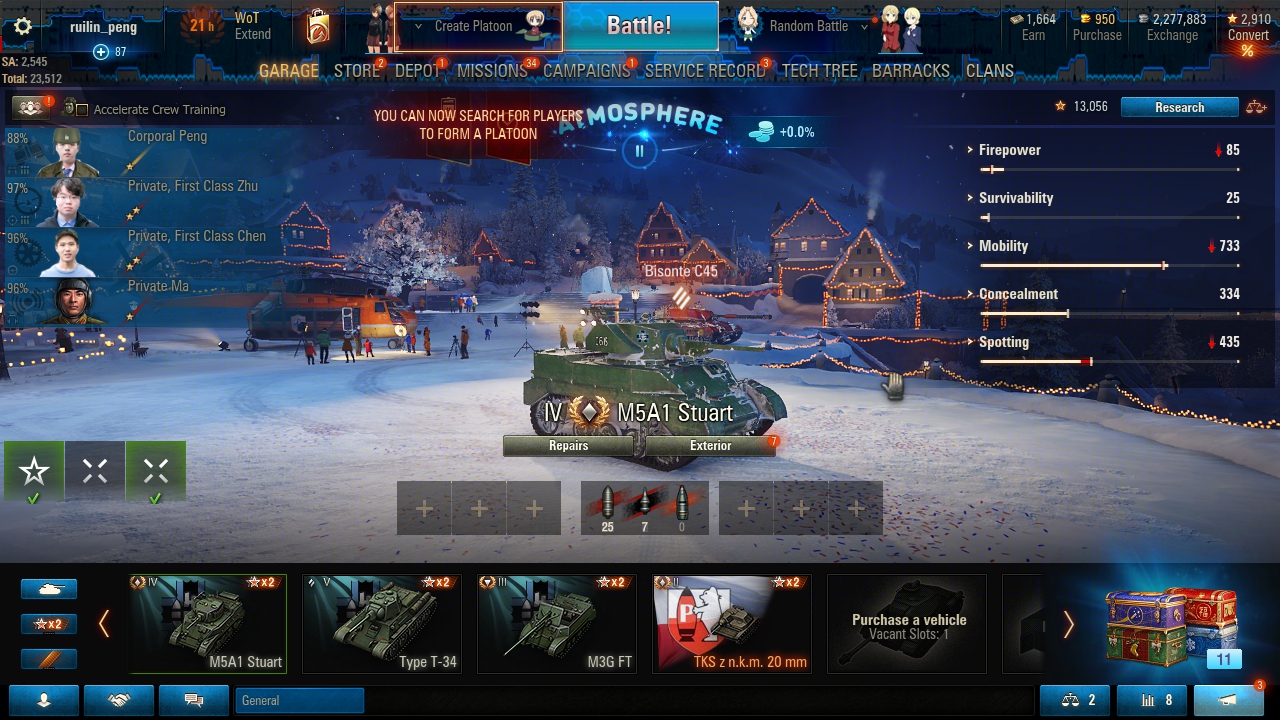 ruilin_peng
87
21 h
WoT
Extend
Create Platoon
Battle!
Random Battle
1,664
Earn
950
Purchase
2,277,883
Exchange
2,910
Convert
SA: 2,545
Total: 23,512
GARAGE
STORE 2
DEPOT 1
MISSIONS 34
CAMPAIGNS 1
SERVICE RECORD 3
TECH TREE
BARRACKS
CLANS
Accelerate Crew Training
YOU CAN NOW SEARCH FOR PLAYERS
TO FORM A PLATOON
ATMOSPHERE
II
+0.0%
13,056
Research
88%
Corporal Peng
97%
Private, First Class Zhu
96%
Private, First Class Chen
96%
Private Ma
Firepower 85
Survivability 25
Mobility 733
Concealment 334
Spotting 435
Bisonte C45
IV M5A1 Stuart
Repairs
Exterior 7
25
7
0
IV
x2
M5A1 Stuart
V
x2
Type T-34
III
x2
M3G FT
II
x2
TKS z n.k.m. 20 mm
Purchase a vehicle
Vacant Slots: 1
x2
11
General
2
8
3